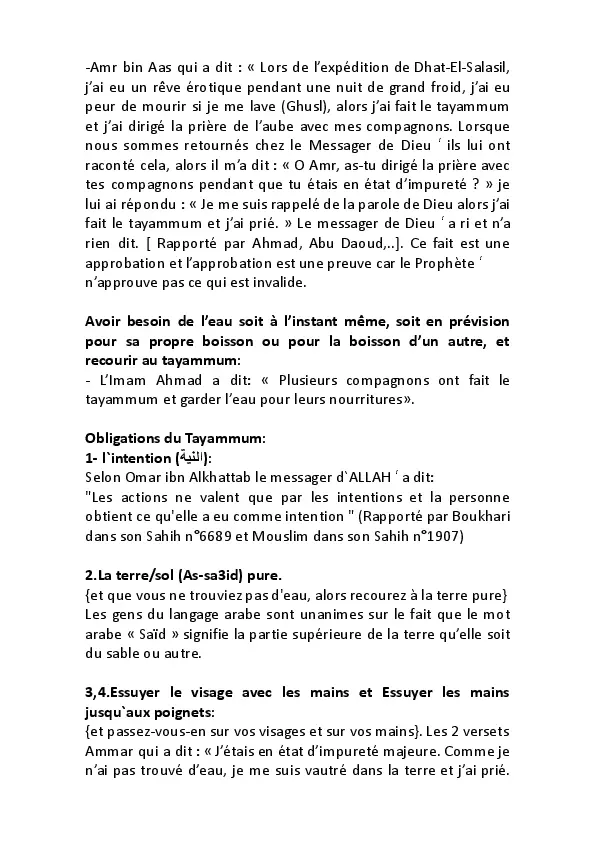 -Amr bin Aas qui a dit : « Lors de l’expédition de Dhat-El-Salasil,
j’ai eu un rêve érotique pendant une nuit de grand froid, j’ai eu
peur de mourir si je me lave (Ghusl), alors j’ai fait le tayammum
et j’ai dirigé la prière de l’aube avec mes compagnons. Lorsque
nous sommes retournés chez le Messager de Dieu ‘ ils lui ont
raconté cela, alors il m’a dit : « O Amr, as-tu dirigé la prière avec
tes compagnons pendant que tu étais en état d’impureté ? » je
lui ai répondu : « Je me suis rappelé de la parole de Dieu alors j’ai
fait le tayammum et j’ai prié. » Le messager de Dieu ‘ a ri et n’a
rien dit. [ Rapporté par Ahmad, Abu Daoud,..]. Ce fait est une
approbation et l’approbation est une preuve car le Prophète ‘
n’approuve pas ce qui est invalide.
Avoir besoin de l’eau soit à l’instant même, soit en prévision
pour sa propre boisson ou pour la boisson d’un autre, et
recourir au tayammum:
- L’Imam Ahmad a dit: « Plusieurs compagnons ont fait le
tayammum et garder l’eau pour leurs nourritures».
Obligations du Tayammum:
1- l`intention (النية):
Selon Omar ibn Alkhattab le messager d`ALLAH ‘ a dit:
"Les actions ne valent que par les intentions et la personne
obtient ce qu'elle a eu comme intention " (Rapporté par Boukhari
dans son Sahih n°6689 et Mouslim dans son Sahih n°1907)
2.La terre/sol (As-sa3id) pure.
{et que vous ne trouviez pas d'eau, alors recourez à la terre pure}
Les gens du langage arabe sont unanimes sur le fait que le mot
arabe « Saïd » signifie la partie supérieure de la terre qu’elle soit
du sable ou autre.
3,4.Essuyer le visage avec les mains et Essuyer les mains
jusqu`aux poignets:
{et passez-vous-en sur vos visages et sur vos mains}. Les 2 versets
Ammar qui a dit : « J’étais en état d’impureté majeure. Comme je
n’ai pas trouvé d’eau, je me suis vautré dans la terre et j’ai prié.